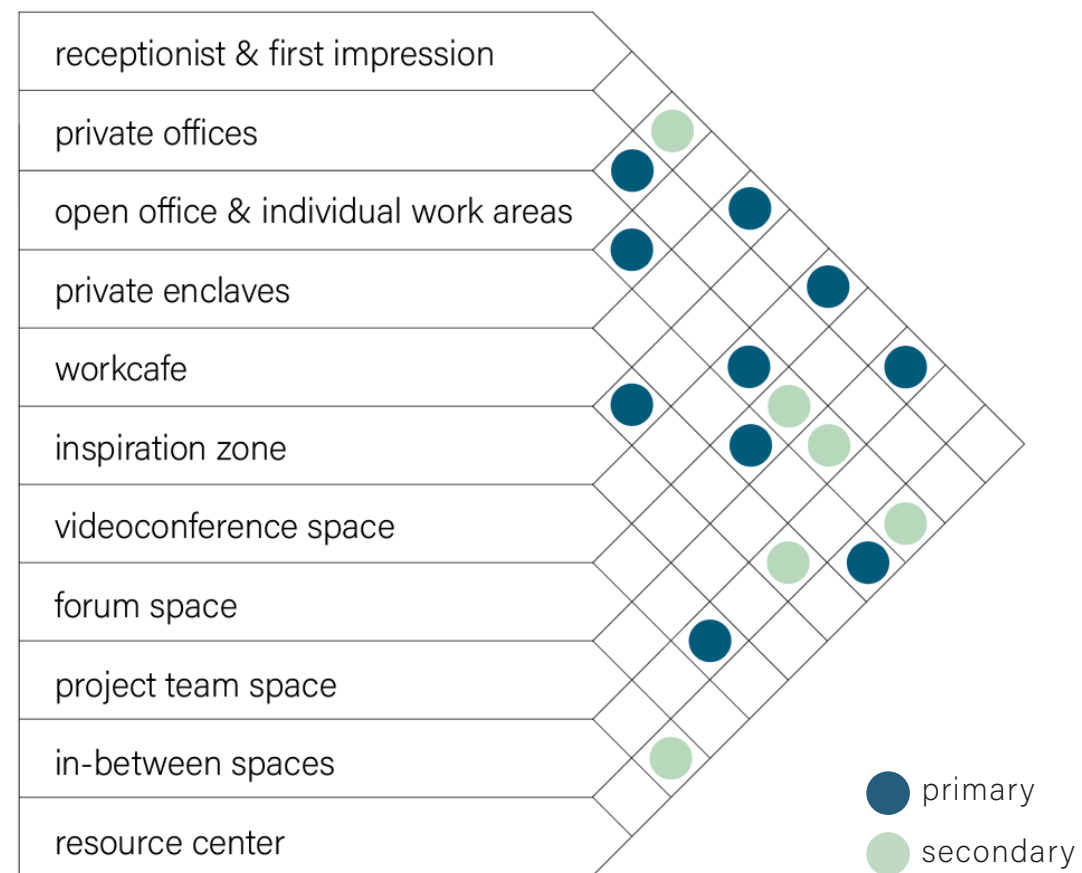 receptionist & first impression
private offices
open office & individual work areas
private enclaves
workcafe
inspiration zone
videoconference space
forum space
project team space
in-between spaces
resource center
primary
secondary